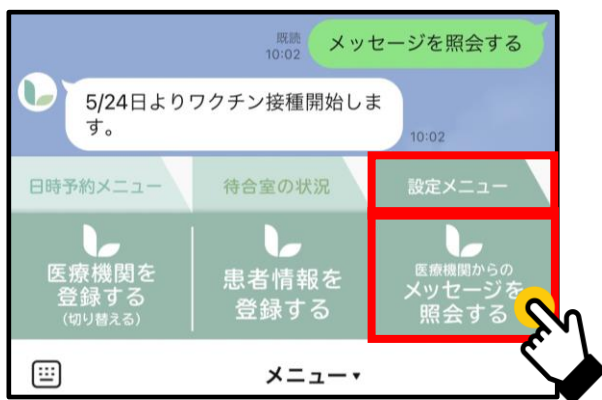 既読
10:02
メッセージを照会する
5/24日よりワクチン接種開始しま
す。
10:02
日時予約メニュー
待合室の状況
設定メニュー
医療機関を
登録する
(切り替える)
患者情報を
登録する
医療機関からの
メッセージを
照会する
メニュー▾